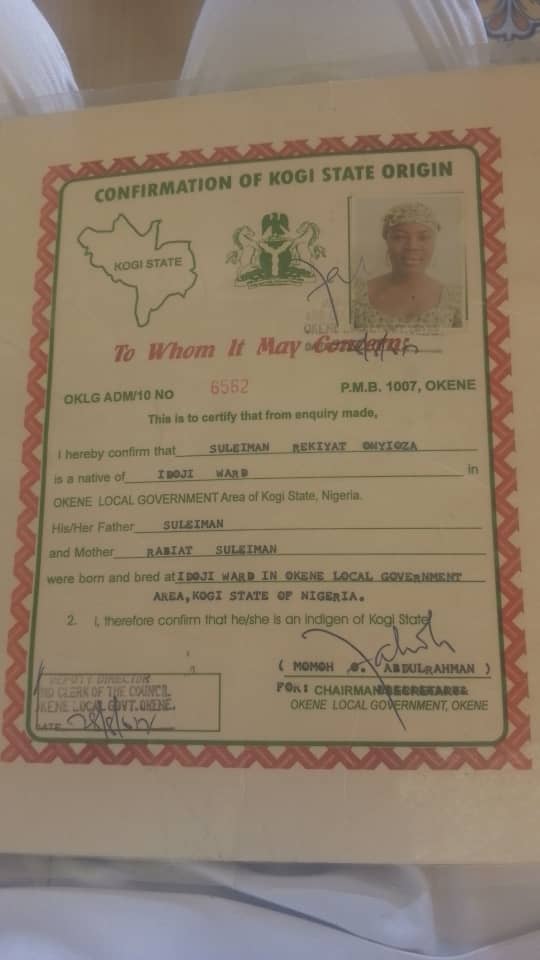 CONFIRMATION OF KOGI STATE ORIGIN
KOGI STATE
To Whom It May Concern:
OKLG ADM/10 NO 6562 P.M.B. 1007, OKENE
This is to certify that from enquiry made,
I hereby confirm that SULEIMAN REKIYAT ONYIOZA
is a native of IDOJI WARD in
OKENE LOCAL GOVERNMENT Area of Kogi State, Nigeria.
His/Her Father SULEIMAN
and Mother RABIAT SULEIMAN
were born and bred at IDOJI WARD IN OKENE LOCAL GOVERNMENT
AREA, KOGI STATE OF NIGERIA.
2. I, therefore confirm that he/she is an indigen of Kogi State
( MOMOH O. ABDULRAHMAN )
FOR: CHAIRMAN/SECRETARY
OKENE LOCAL GOVERNMENT, OKENE
DEPUTY DIRECTOR
ND CLERK OF THE COUNCIL
OKENE LOCAL GOVT. OKENE.
DATE